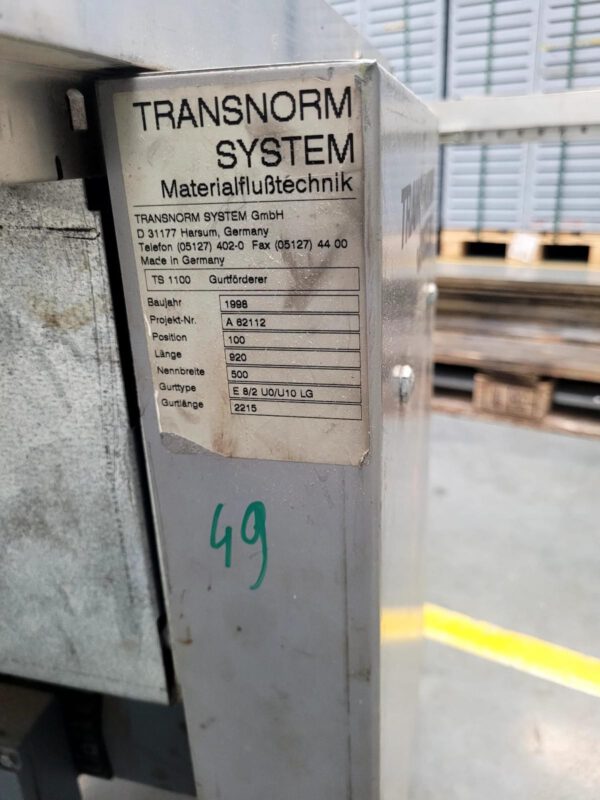 TRANSNORM
SYSTEM
Materialflußtechnik
TRANSNORM SYSTEM GmbH
D 31177 Harsum, Germany
Telefon (05127) 402-0 Fax (05127) 44 00
Made in Germany
TS 1100 Gurtförderer
Baujahr 1998
Projekt-Nr. A 62112
Position 100
Länge 920
Nennbreite 500
Gurttype E 8/2 U0/U10 LG
Gurtlänge 2215
49
TRANSNORM